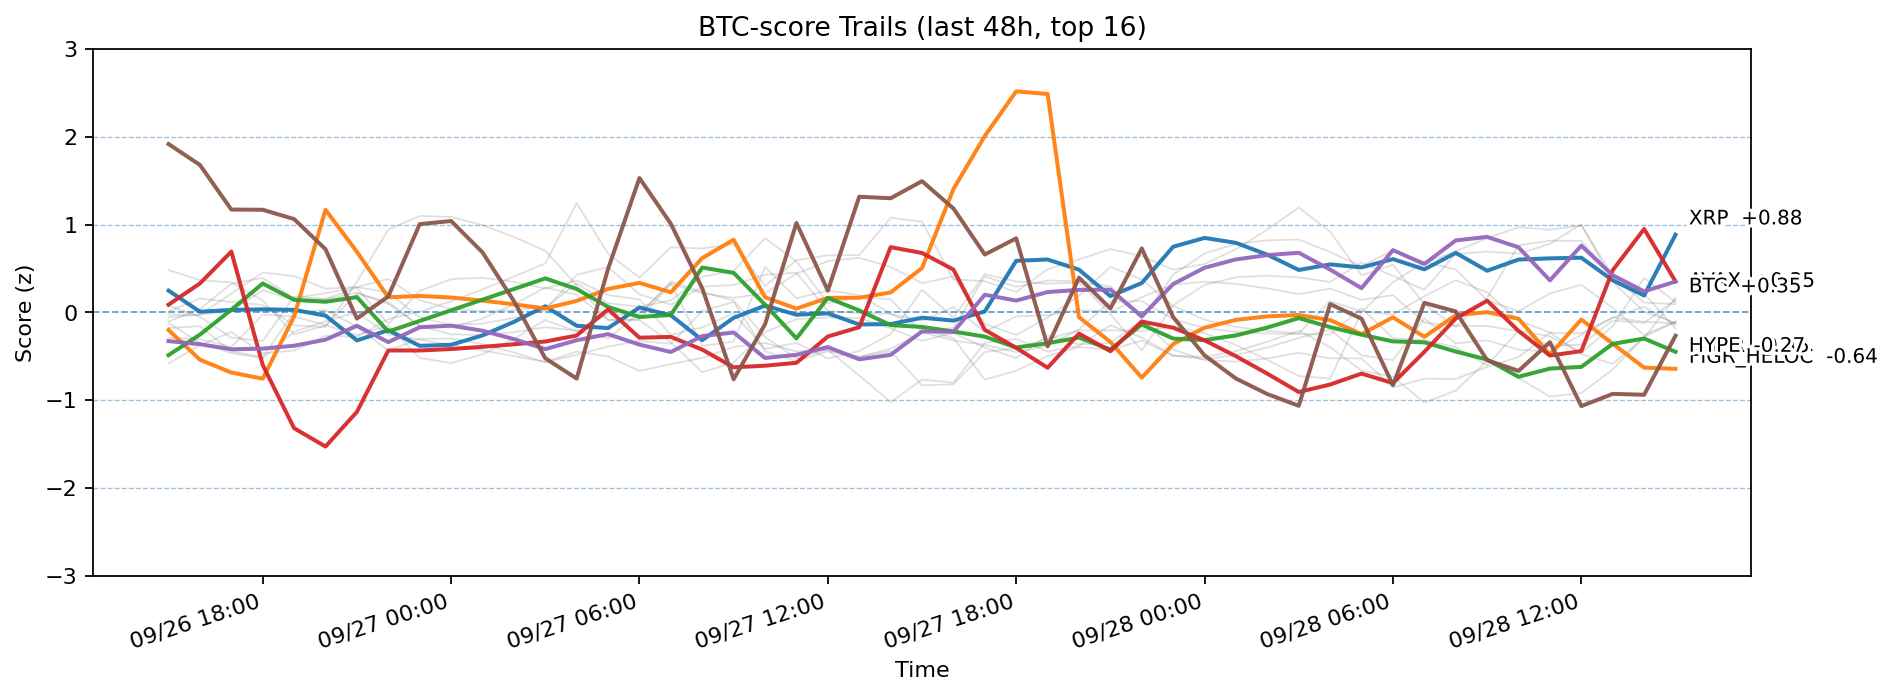 BTC-score Trails (last 48h, top 16)
3
2
1
0
−1
−2
−3
Score (z)
XRP +0.88
BTC +0.35
HYPE -0.27
-0.64
09/26 18:00
09/27 00:00
09/27 06:00
09/27 12:00
09/27 18:00
09/28 00:00
09/28 06:00
09/28 12:00
Time